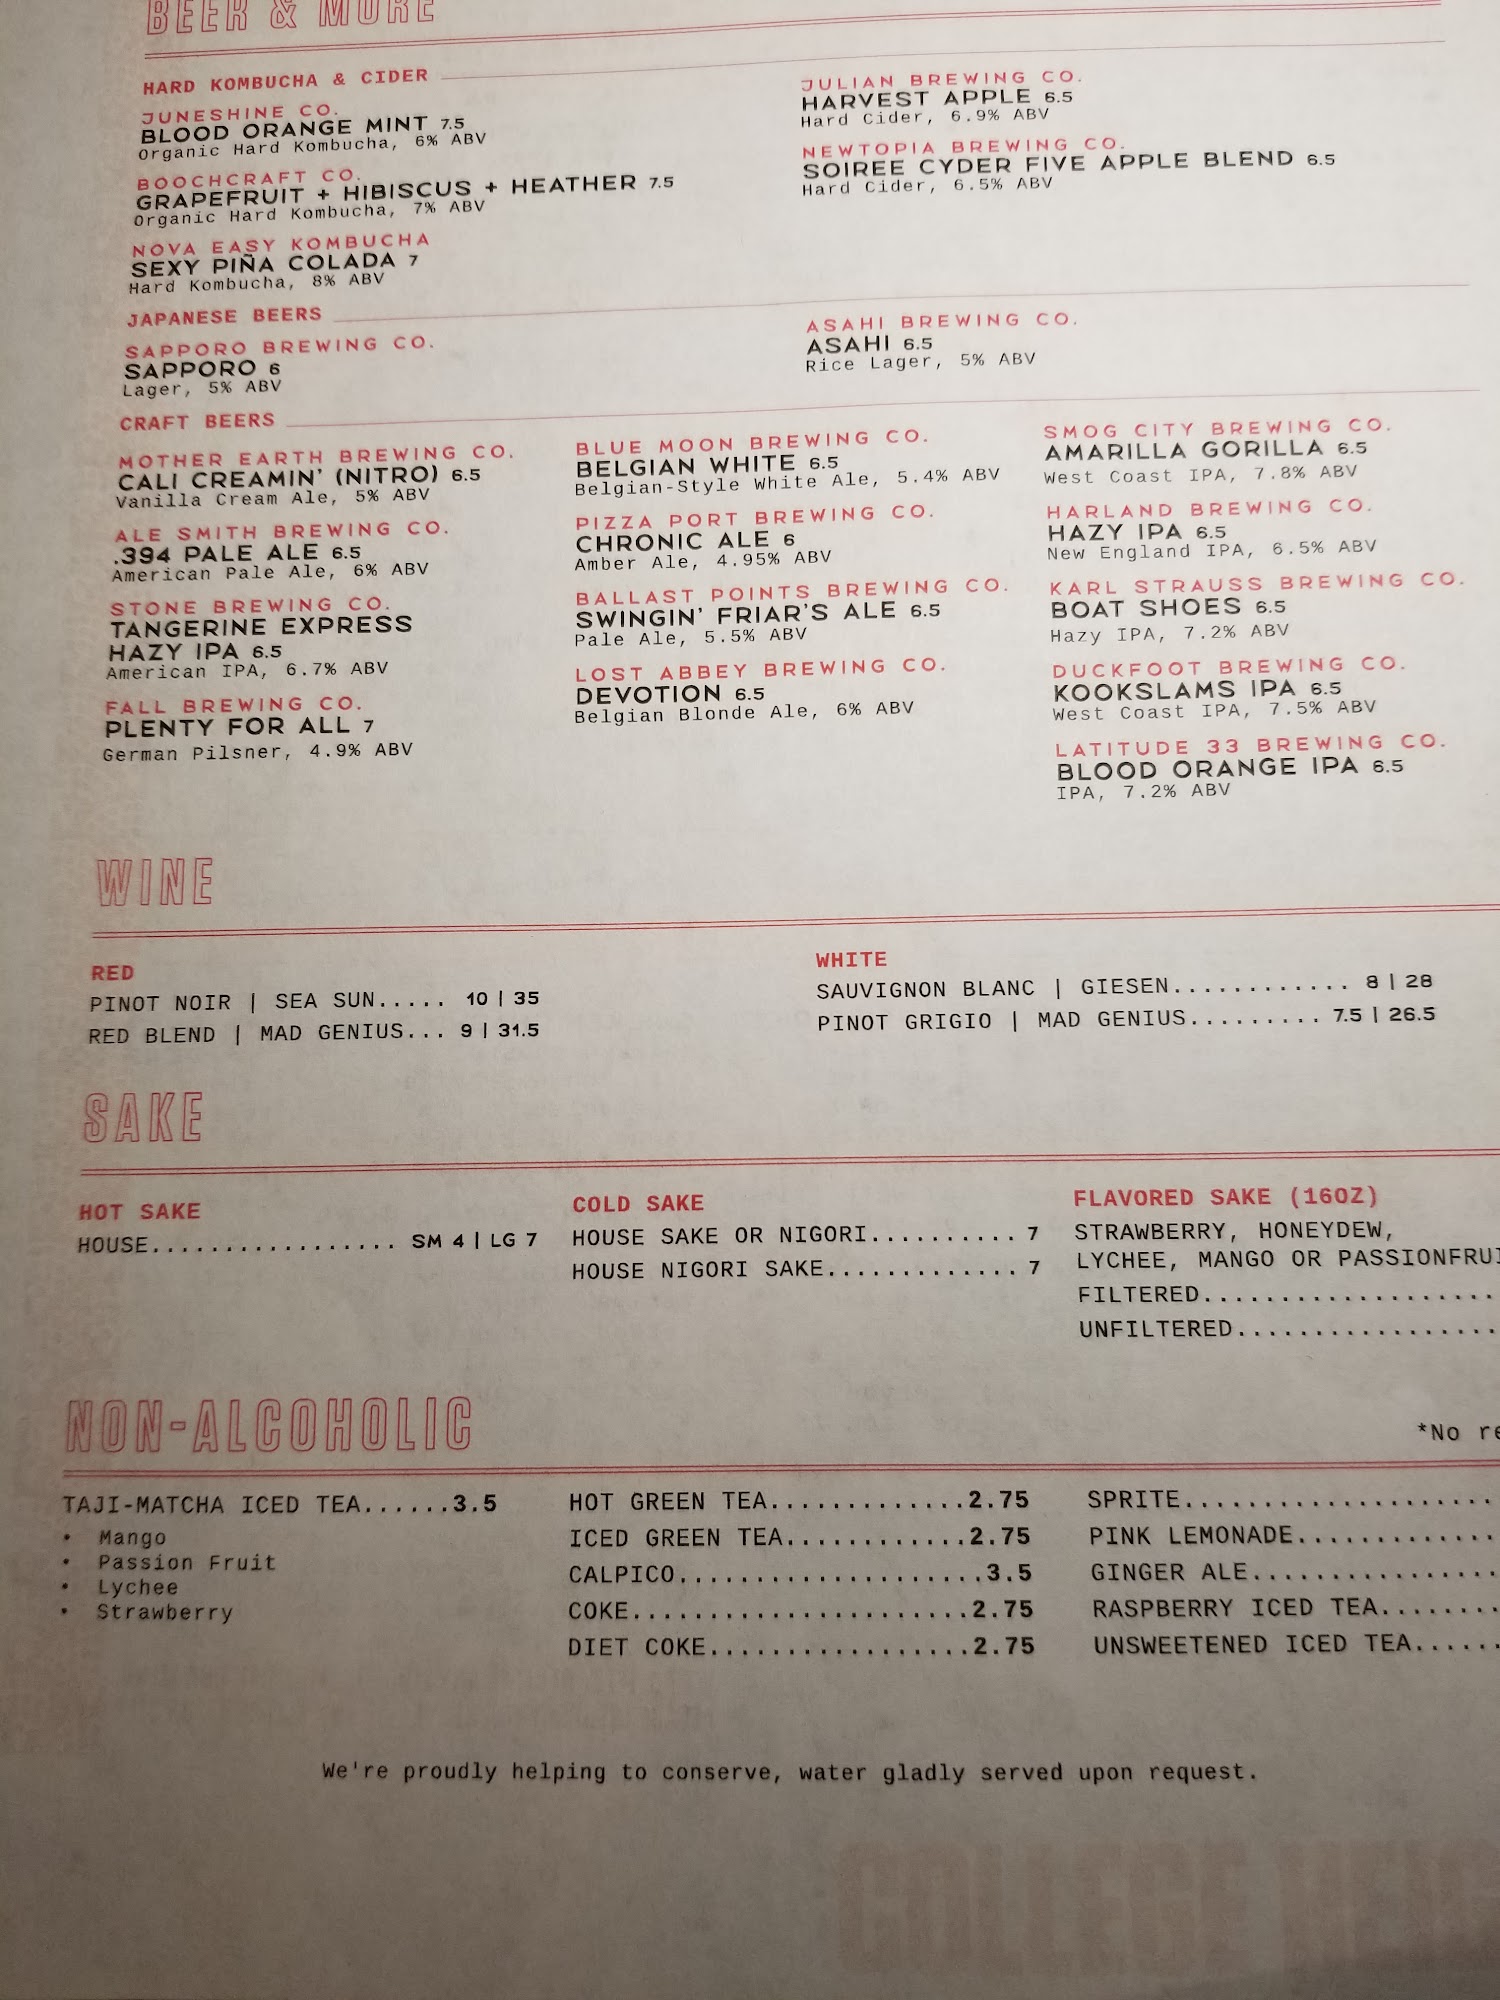 BEER & MORE
HARD KOMBUCHA & CIDER
JUNESHINE CO.
BLOOD ORANGE MINT 7.5
Organic Hard Kombucha, 6% ABV
BOOCHCRAFT CO.
GRAPEFRUIT + HIBISCUS + HEATHER 7.5
Organic Hard Kombucha, 7% ABV
NOVA EASY KOMBUCHA
SEXY PIÑA COLADA 7
Hard Kombucha, 8% ABV
JULIAN BREWING CO.
HARVEST APPLE 6.5
Hard Cider, 6.9% ABV
NEWTOPIA BREWING CO.
SOIREE CYDER FIVE APPLE BLEND 6.5
Hard Cider, 6.5% ABV
JAPANESE BEERS
SAPPORO BREWING CO.
SAPPORO 6
Lager, 5% ABV
ASAHI BREWING CO.
ASAHI 6.5
Rice Lager, 5% ABV
CRAFT BEERS
MOTHER EARTH BREWING CO.
CALI CREAMIN' (NITRO) 6.5
Vanilla Cream Ale, 5% ABV
ALE SMITH BREWING CO.
.394 PALE ALE 6.5
American Pale Ale, 6% ABV
STONE BREWING CO.
TANGERINE EXPRESS
HAZY IPA 6.5
American IPA, 6.7% ABV
FALL BREWING CO.
PLENTY FOR ALL 7
German Pilsner, 4.9% ABV
BLUE MOON BREWING CO.
BELGIAN WHITE 6.5
Belgian-Style White Ale, 5.4% ABV
PIZZA PORT BREWING CO.
CHRONIC ALE 6
Amber Ale, 4.95% ABV
BALLAST POINTS BREWING CO.
SWINGIN' FRIAR'S ALE 6.5
Pale Ale, 5.5% ABV
LOST ABBEY BREWING CO.
DEVOTION 6.5
Belgian Blonde Ale, 6% ABV
SMOG CITY BREWING CO.
AMARILLA GORILLA 6.5
West Coast IPA, 7.8% ABV
HARLAND BREWING CO.
HAZY IPA 6.5
New England IPA, 6.5% ABV
KARL STRAUSS BREWING CO.
BOAT SHOES 6.5
Hazy IPA, 7.2% ABV
DUCKFOOT BREWING CO.
KOOKSLAMS IPA 6.5
West Coast IPA, 7.5% ABV
LATITUDE 33 BREWING CO.
BLOOD ORANGE IPA 6.5
IPA, 7.2% ABV
WINE
RED
PINOT NOIR | SEA SUN..... 10 | 35
RED BLEND | MAD GENIUS... 9 | 31.5
WHITE
SAUVIGNON BLANC | GIESEN............ 8 | 28
PINOT GRIGIO | MAD GENIUS......... 7.5 | 26.5
SAKE
HOT SAKE
HOUSE................ SM 4 | LG 7
COLD SAKE
HOUSE SAKE OR NIGORI.......... 7
HOUSE NIGORI SAKE............. 7
FLAVORED SAKE (16OZ)
STRAWBERRY, HONEYDEW,
LYCHEE, MANGO OR PASSIONFRUI
FILTERED...................
UNFILTERED.................
NON-ALCOHOLIC
*No re
TAJI-MATCHA ICED TEA......3.5
• Mango
• Passion Fruit
• Lychee
• Strawberry
HOT GREEN TEA.............2.75
ICED GREEN TEA............2.75
CALPICO....................3.5
COKE......................2.75
DIET COKE.................2.75
SPRITE.....................
PINK LEMONADE.............
GINGER ALE................
RASPBERRY ICED TEA........
UNSWEETENED ICED TEA......
We're proudly helping to conserve, water gladly served upon request.
COLLEGE